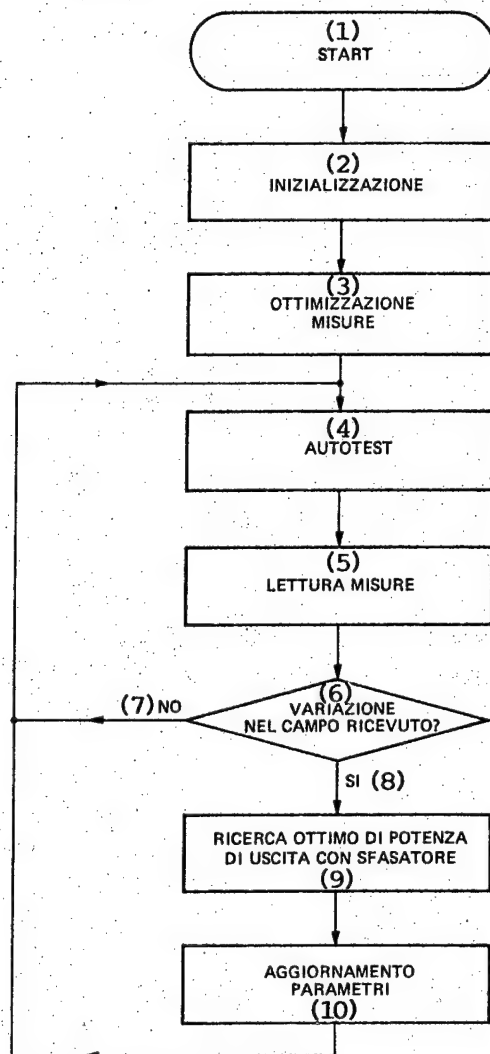 (1)
START
(2)
INIZIALIZZAZIONE
(3)
OTTIMIZZAZIONE
MISURE
(4)
AUTOTEST
(5)
LETTURA MISURE
(6)
VARIAZIONE
NEL CAMPO RICEVUTO?
(7) NO
SI (8)
RICERCA OTTIMO DI POTENZA
DI USCITA CON SFASATORE
(9)
AGGIORNAMENTO
PARAMETRI
(10)